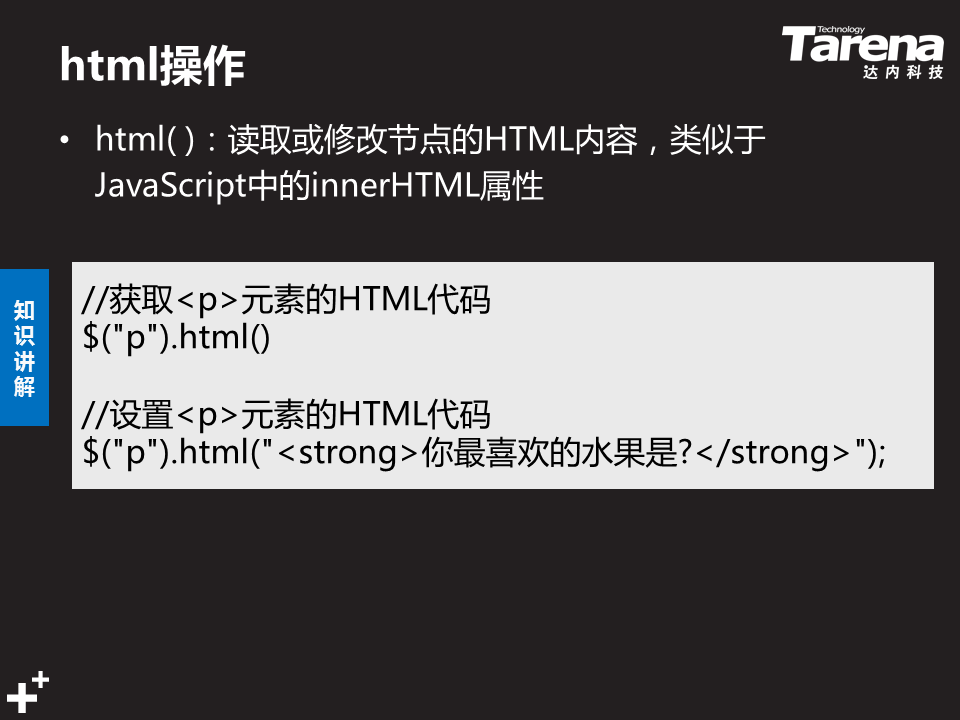 html操作
Technology
Tarena
达内科技
• html( )：读取或修改节点的HTML内容，类似于
JavaScript中的innerHTML属性
知
识
讲
解
//获取<p>元素的HTML代码
$("p").html()
//设置<p>元素的HTML代码
$("p").html("<strong>你最喜欢的水果是?</strong>");